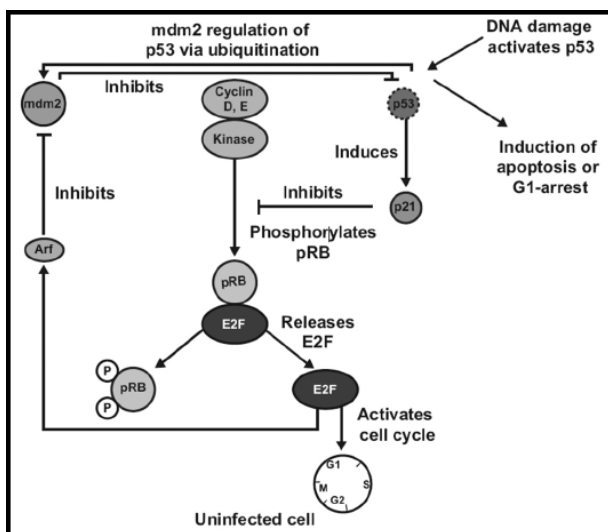 mdm2 regulation of
p53 via ubiquitination
DNA damage
activates p53
Inhibits
mdm2
Cyclin
D, E
Kinase
p53
Induces
Induction of
apoptosis or
G1-arrest
Inhibits
p21
Inhibits
Phosphorylates
pRB
Arf
pRB
E2F
Releases
E2F
P
pRB
P
E2F
Activates
cell cycle
G1
S
M
G2
Uninfected cell